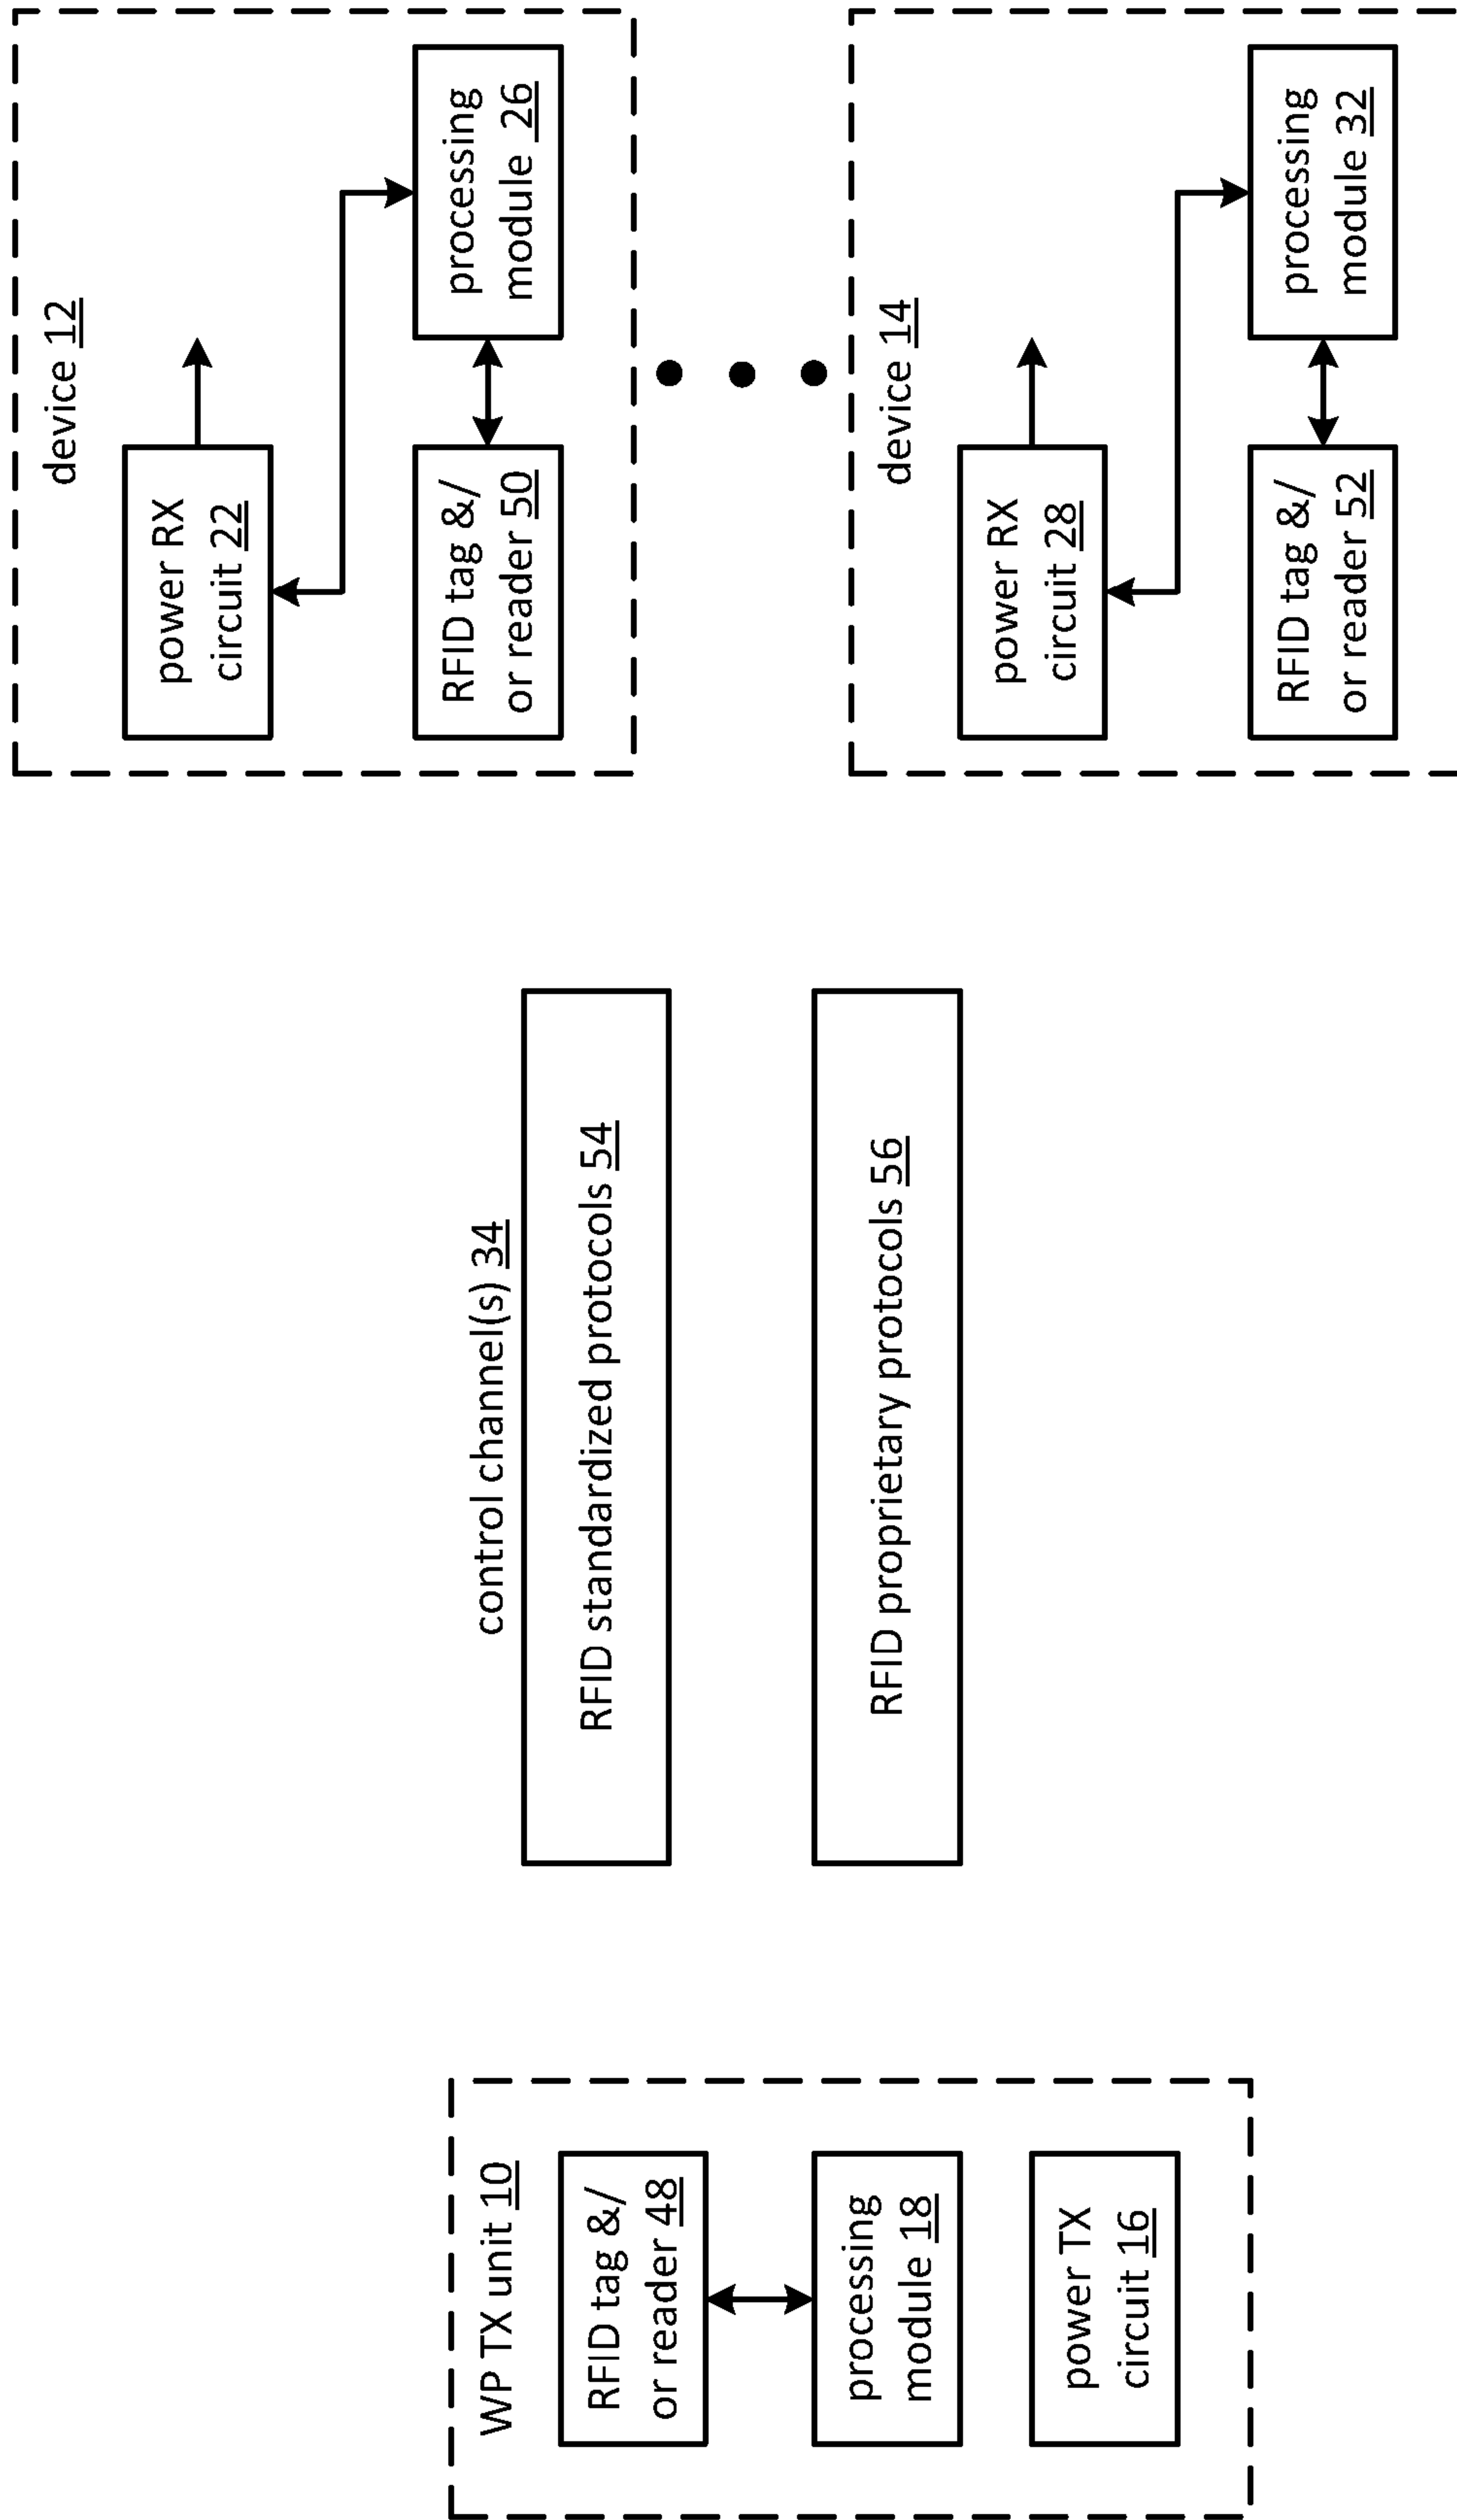 WP TX unit 10
RFID tag &/
or reader 48
processing
module 18
power TX
circuit 16
control channel(s) 34
RFID standardized protocols 54
RFID proprietary protocols 56
device 12
power RX
circuit 22
RFID tag &/
or reader 50
processing
module 26
device 14
power RX
circuit 28
RFID tag &/
or reader 52
processing
module 32